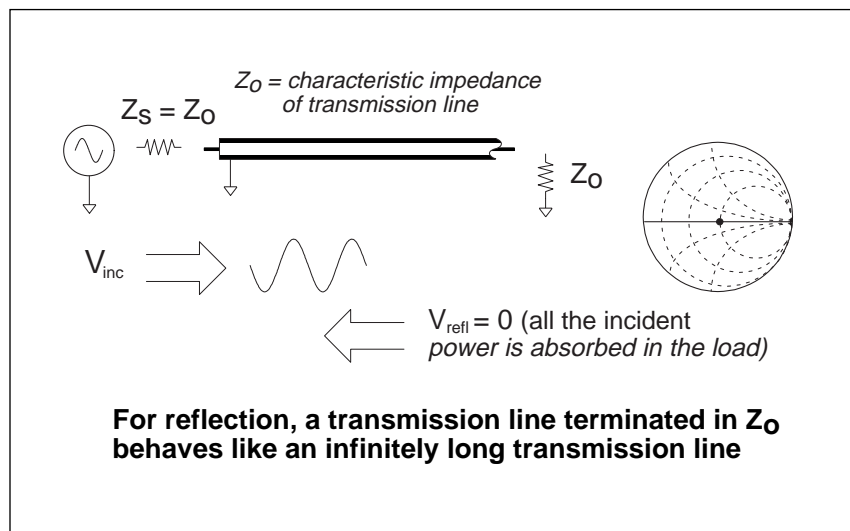 Zo = characteristic impedance
of transmission line
Zs = Zo
Zo
Vinc
Vrefl = 0 (all the incident
power is absorbed in the load)
For reflection, a transmission line terminated in Zo
behaves like an infinitely long transmission line